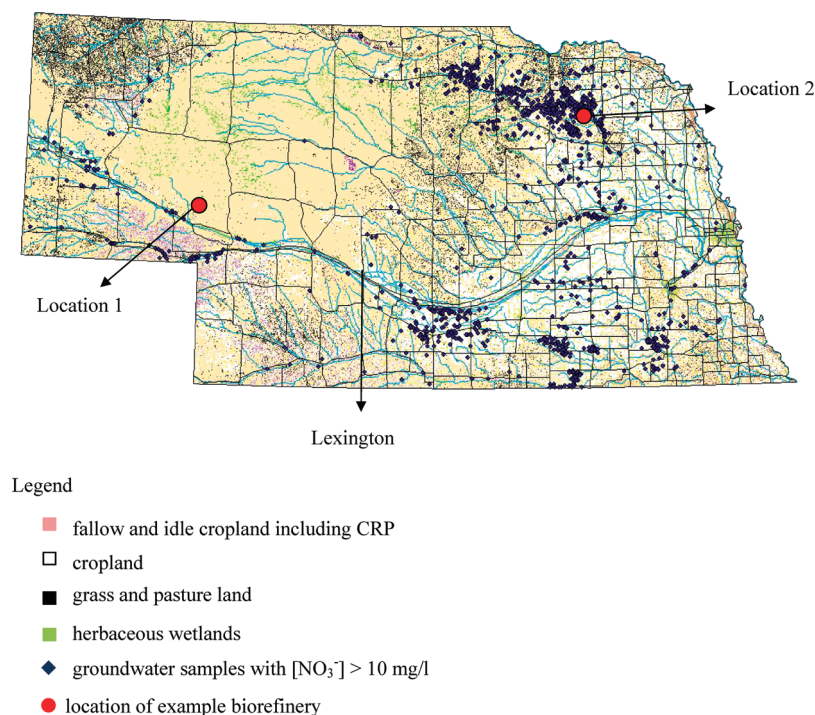 Location 2
Location 1
Lexington
Legend
fallow and idle cropland including CRP
cropland
grass and pasture land
herbaceous wetlands
groundwater samples with [NO₃⁻] > 10 mg/l
location of example biorefinery